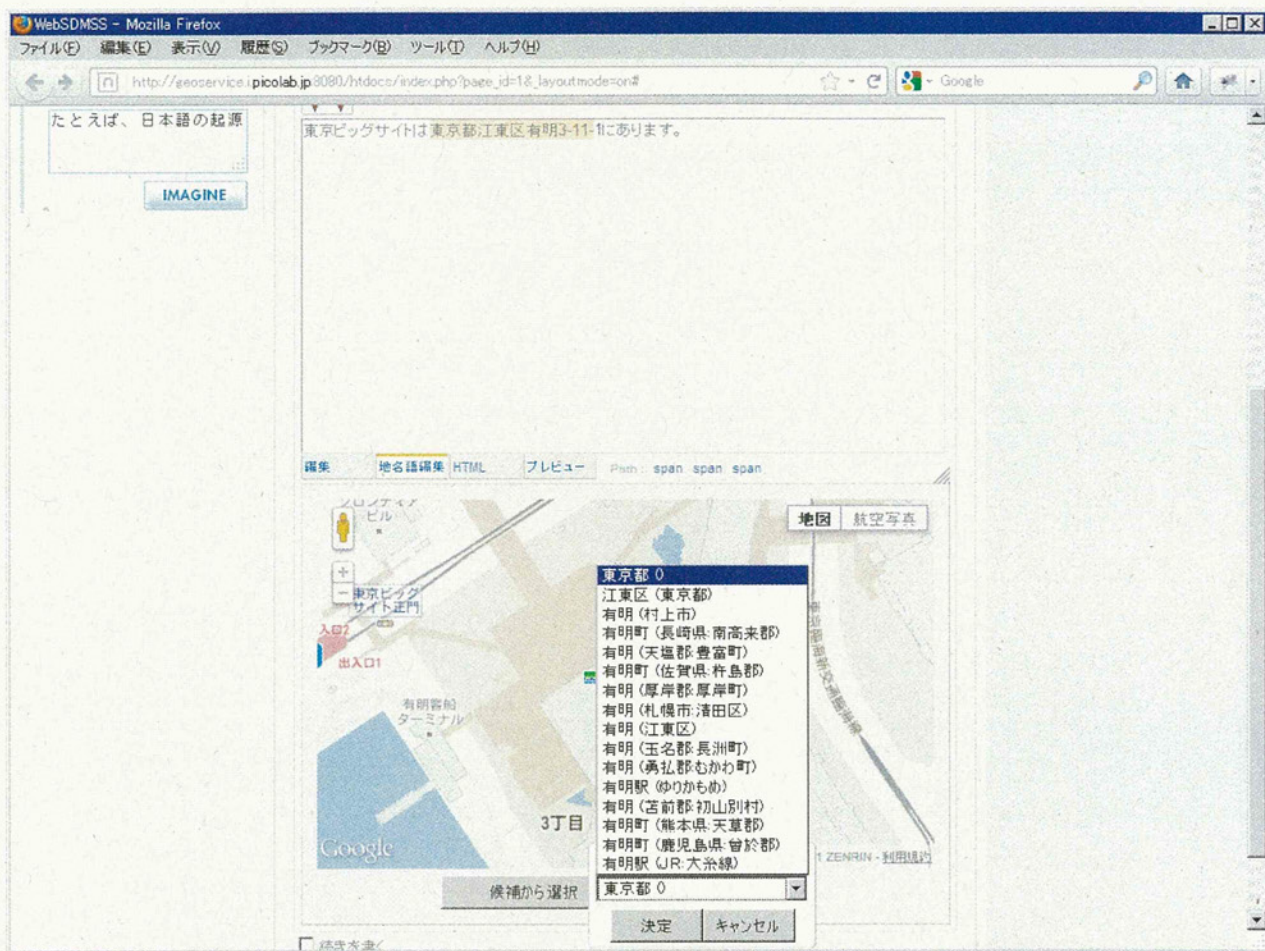 WebSDMSS - Mozilla Firefox
ファイル(F) 編集(E) 表示(V) 履歴(S) ブックマーク(B) ツール(T) ヘルプ(H)
http://geoservice.i.picolab.jp:8080/htdocs/index.php?page_id=1&_layoutmode=on#
Google
たとえば、日本語の起源
IMAGINE
東京ビッグサイトは東京都江東区有明3-11-1にあります。
編集 地名語編集 HTML プレビュー Path: span span span
フロンティア
ビル
地図 航空写真
東京ビッグ
サイト正門
入口2
出入口1
有明客船
ターミナル
3丁目
Google
東京都 ()
江東区 (東京都)
有明 (村上市)
有明町 (長崎県:南高来郡)
有明 (天塩郡:豊富町)
有明町 (佐賀県:杵島郡)
有明 (厚岸郡:厚岸町)
有明 (札幌市:清田区)
有明 (江東区)
有明 (玉名郡:長洲町)
有明 (勇払郡:むかわ町)
有明駅 (ゆりかもめ)
有明 (苫前郡:初山別村)
有明町 (熊本県:天草郡)
有明町 (鹿児島県:曽於郡)
有明駅 (JR:大糸線)
1 ZENRIN - 利用規約
候補から選択
東京都 ()
決定 キャンセル
続きを書く